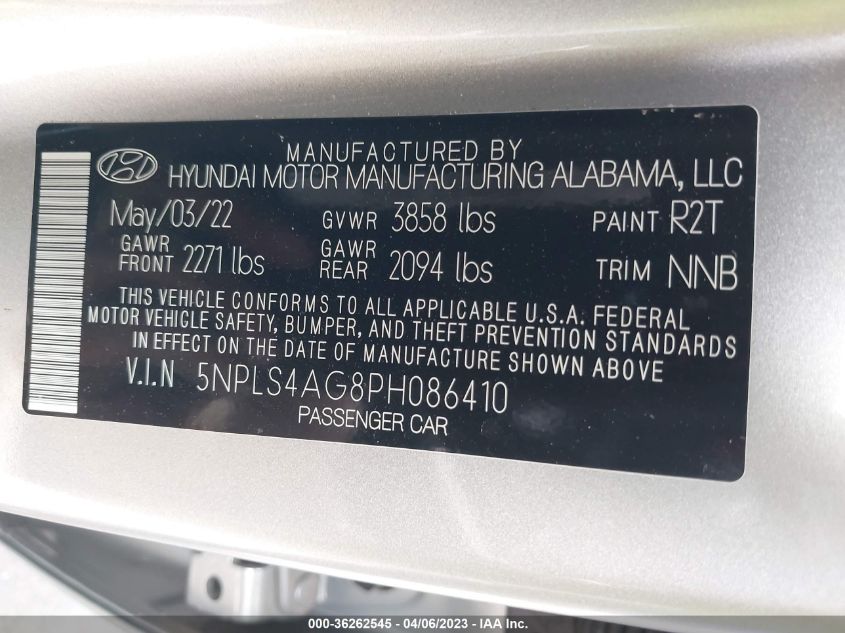 MANUFACTURED BY
HYUNDAI MOTOR MANUFACTURING ALABAMA, LLC
May/03/22 GVWR 3858 lbs PAINT R2T
GAWR FRONT 2271 lbs GAWR REAR 2094 lbs TRIM NNB
THIS VEHICLE CONFORMS TO ALL APPLICABLE U.S.A. FEDERAL
MOTOR VEHICLE SAFETY, BUMPER, AND THEFT PREVENTION STANDARDS
IN EFFECT ON THE DATE OF MANUFACTURE SHOWN ABOVE
V.I.N 5NPLS4AG8PH086410
PASSENGER CAR
000-36262545 - 04/06/2023 - IAA Inc.